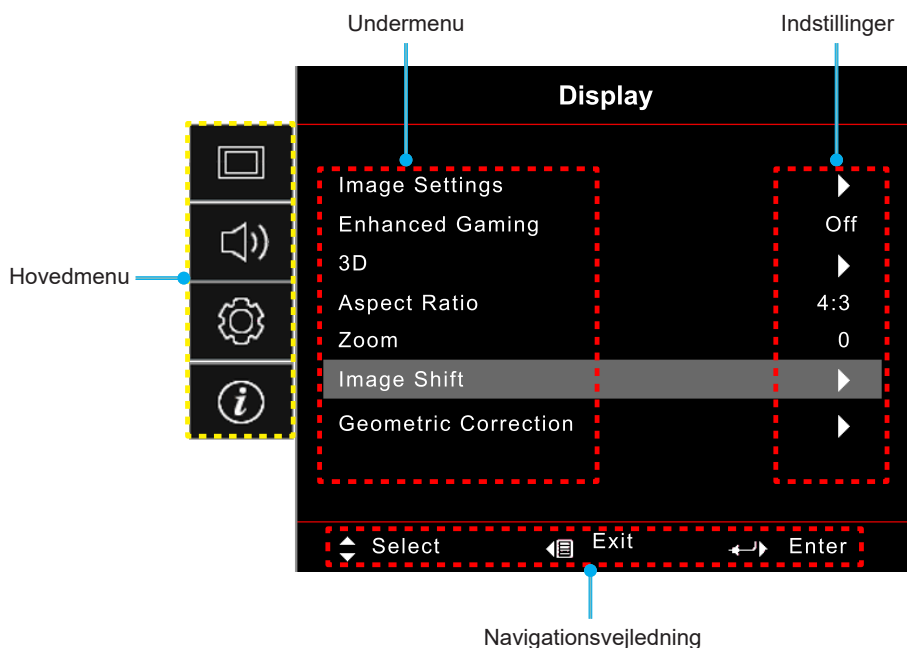 Undermenu
Indstillinger
Display
Image Settings
Enhanced Gaming Off
3D
Aspect Ratio 4:3
Zoom 0
Image Shift
Geometric Correction
Hovedmenu
Select Exit Enter
Navigationsvejledning